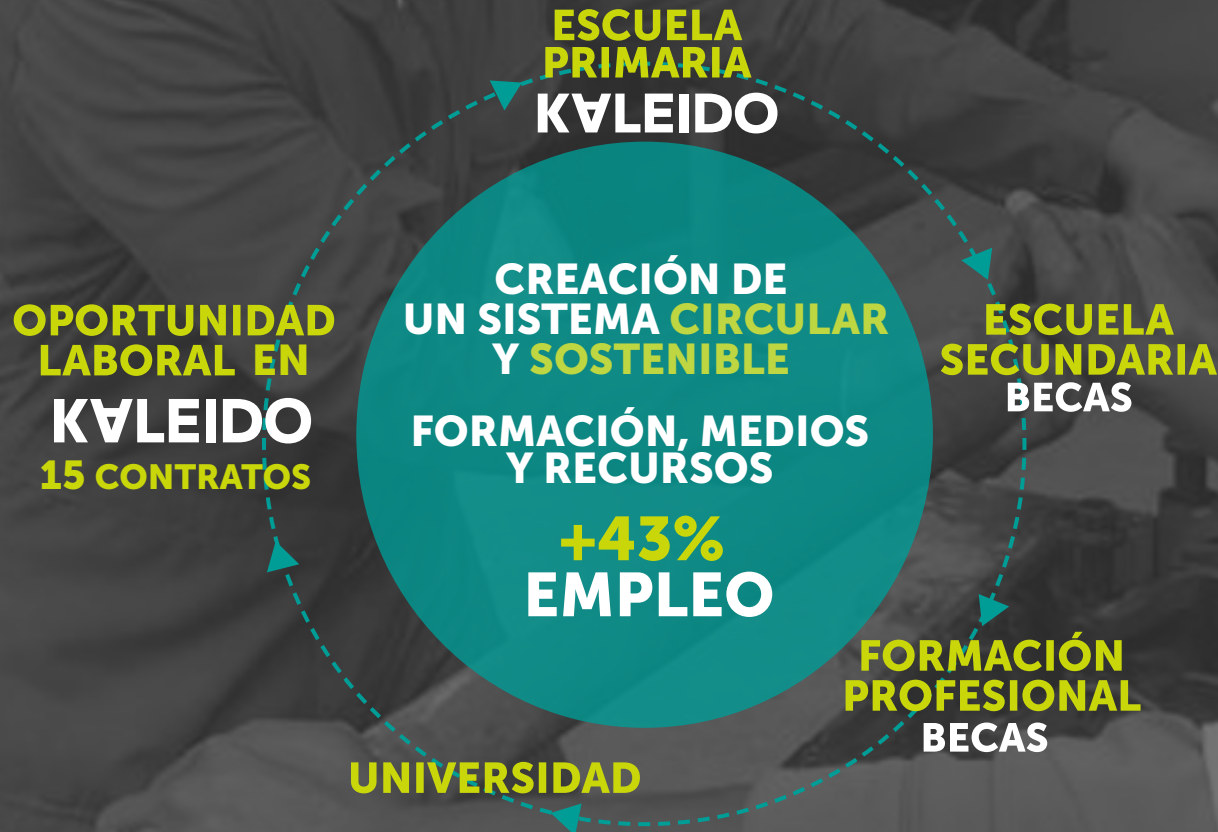 ESCUELA
PRIMARIA
KALEIDO
CREACIÓN DE
UN SISTEMA CIRCULAR
Y SOSTENIBLE
FORMACIÓN, MEDIOS
Y RECURSOS
+43%
EMPLEO
ESCUELA
SECUNDARIA
BECAS
FORMACIÓN
PROFESIONAL
BECAS
UNIVERSIDAD
OPORTUNIDAD
LABORAL EN
KALEIDO
15 CONTRATOS